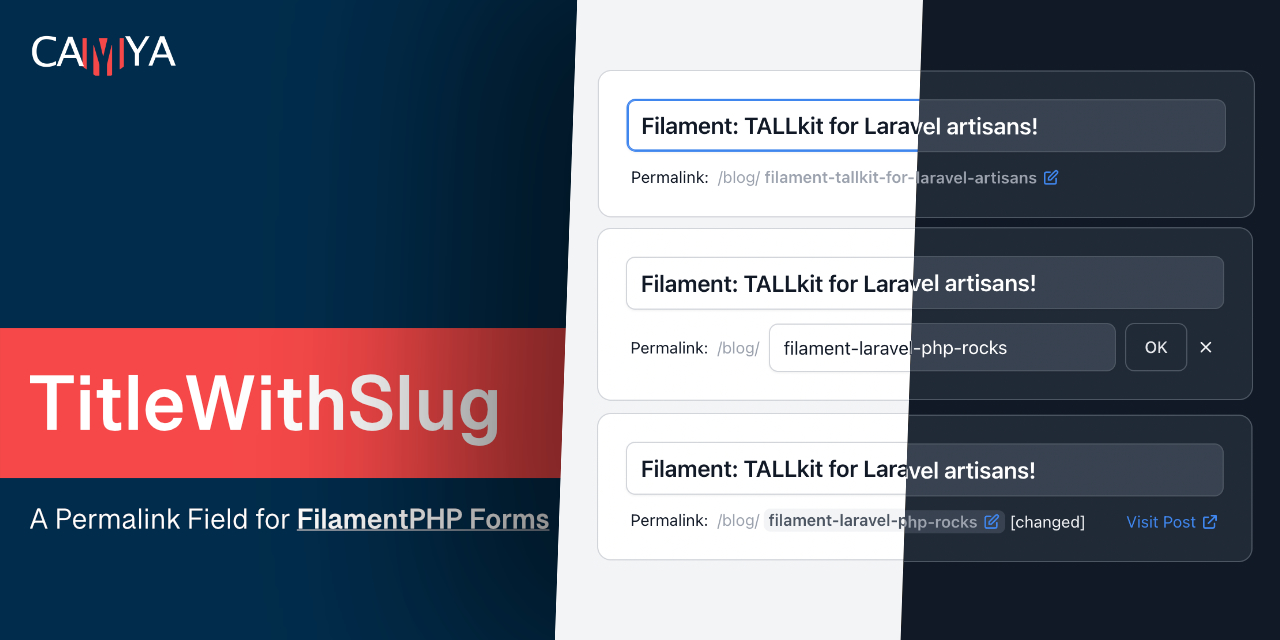 CAMYA
TitleWithSlug
A Permalink Field for FilamentPHP Forms
Filament: TALLkit for Laravel artisans!
Permalink: /blog/ filament-tallkit-for-laravel-artisans
Filament: TALLkit for Laravel artisans!
Permalink: /blog/ filament-laravel-php-rocks OK ×
Filament: TALLkit for Laravel artisans!
Permalink: /blog/ filament-laravel-php-rocks [changed] Visit Post